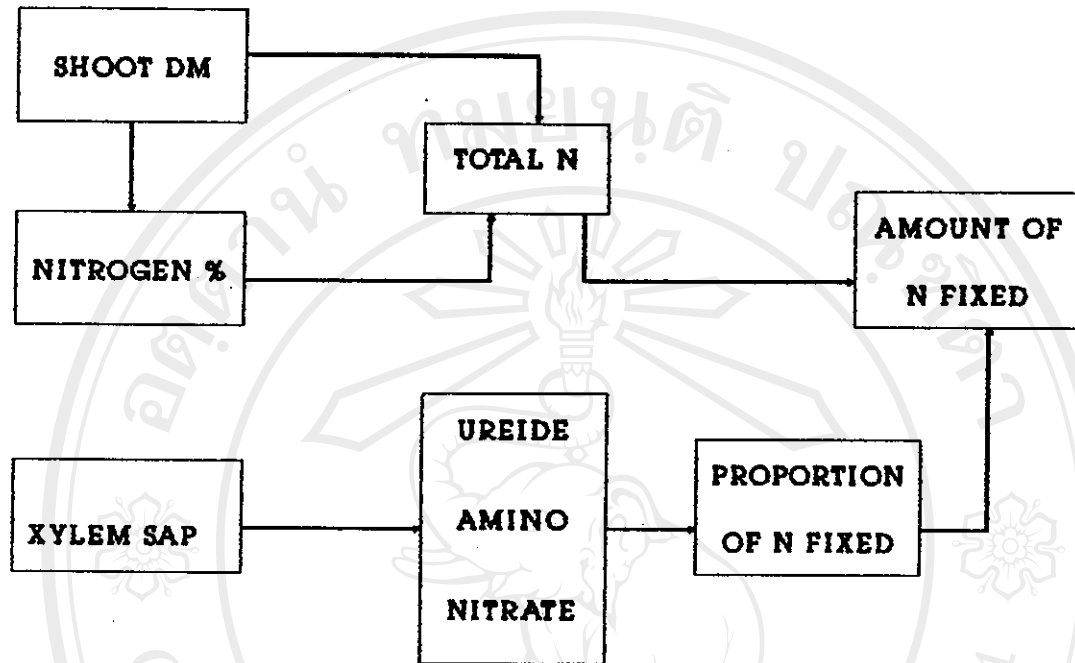 SHOOT DM
TOTAL N
NITROGEN %
AMOUNT OF
N FIXED
XYLEM SAP
UREIDE
AMINO
NITRATE
PROPORTION
OF N FIXED